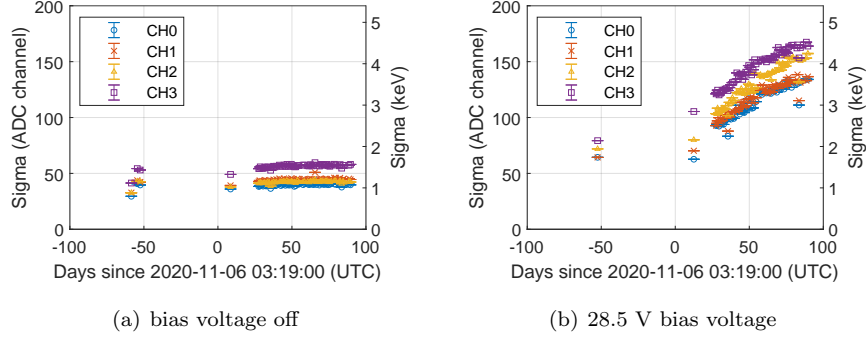 200
150
100
50
0
Sigma (ADC channel)
CH0
CH1
CH2
CH3
5
4
3
2
1
0
Sigma (keV)
-100 -50 0 50 100
Days since 2020-11-06 03:19:00 (UTC)
(a) bias voltage off
200
150
100
50
0
Sigma (ADC channel)
CH0
CH1
CH2
CH3
5
4
3
2
1
0
Sigma (keV)
-100 -50 0 50 100
Days since 2020-11-06 03:19:00 (UTC)
(b) 28.5 V bias voltage